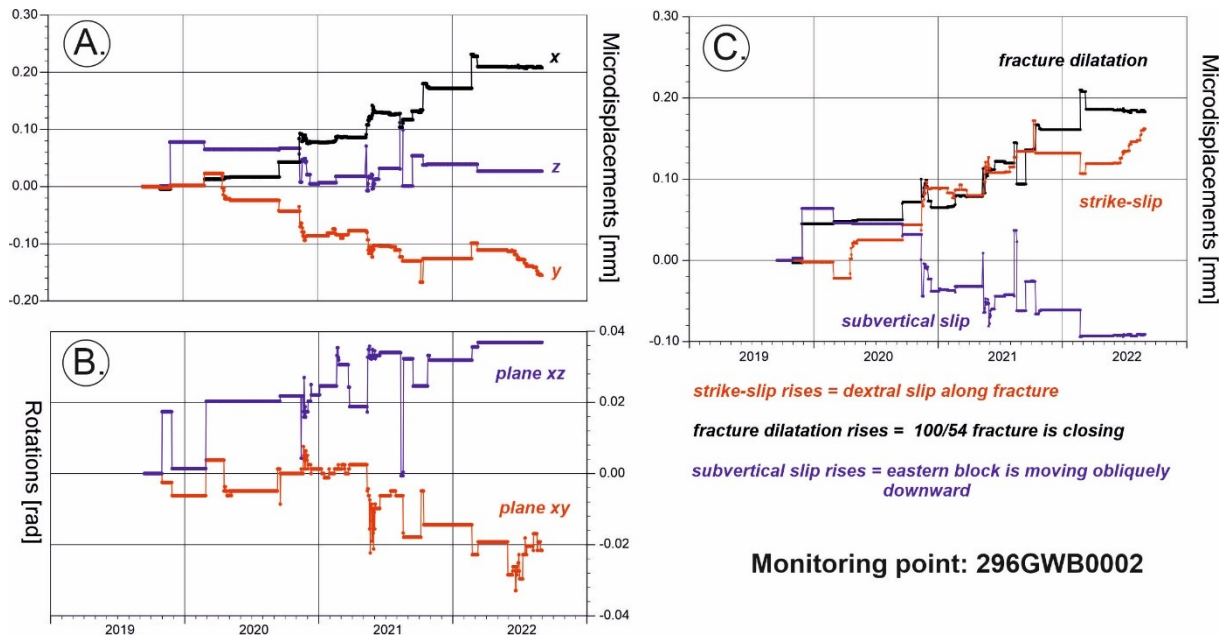 A.
0.30
0.20
0.10
0.00
-0.10
-0.20
x
z
y
Microdisplacements [mm]
B.
Rotations [rad]
plane xz
plane xy
0.04
0.02
0.00
-0.02
-0.04
2019 2020 2021 2022
C.
0.30
0.20
0.10
0.00
-0.10
fracture dilatation
strike-slip
subvertical slip
Microdisplacements [mm]
2019 2020 2021 2022
strike-slip rises = dextral slip along fracture
fracture dilatation rises = 100/54 fracture is closing
subvertical slip rises = eastern block is moving obliquely
downward
Monitoring point: 296GWB0002